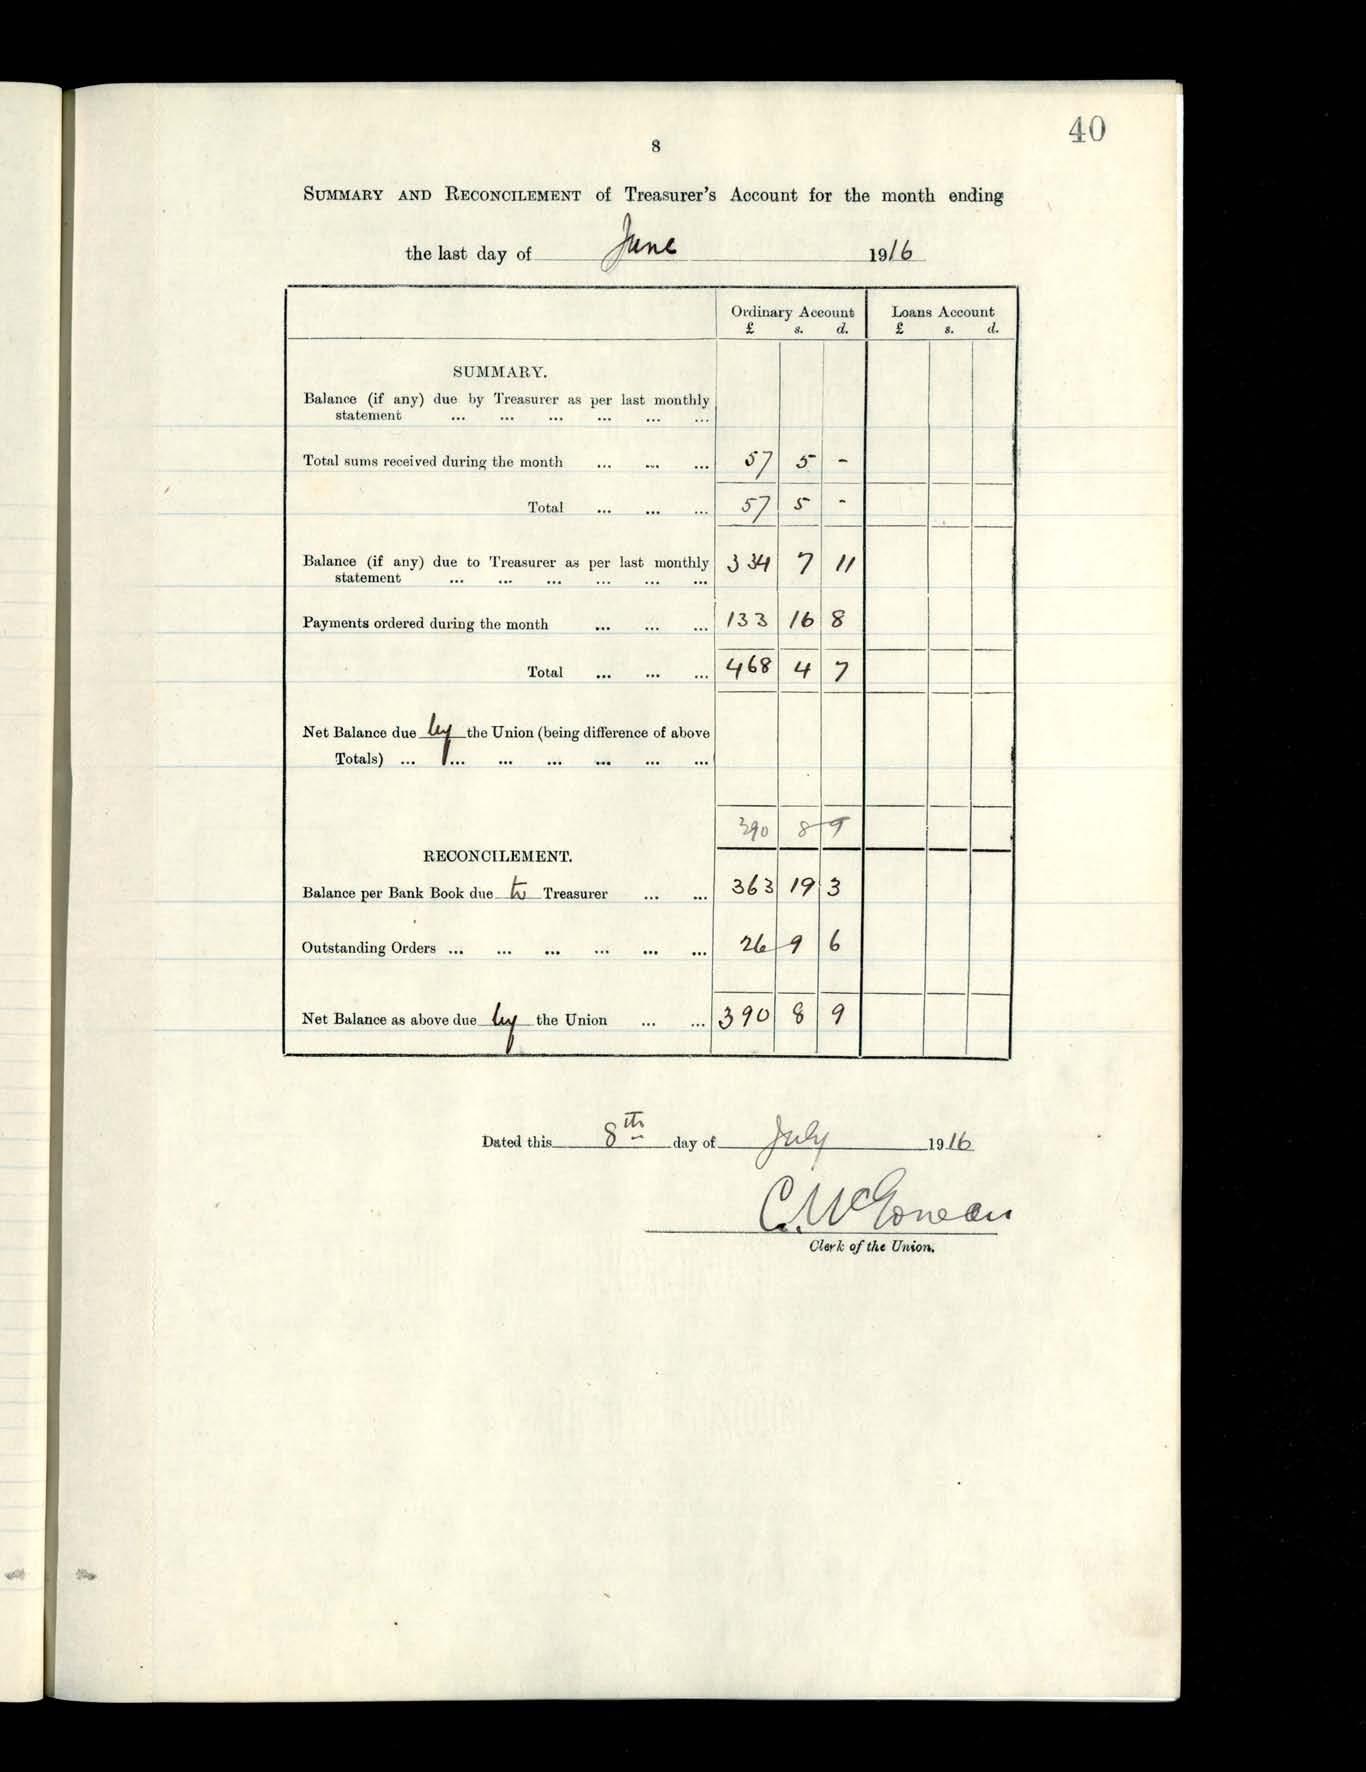 40
8
SUMMARY AND RECONCILEMENT of Treasurer's Account for the month ending
the last day of June 1916
Ordinary Account Loans Account
£ s. d. £ s. d.
SUMMARY.
Balance (if any) due by Treasurer as per last monthly
statement ... ... ... ... ... ...
Total sums received during the month ... ... ... 57 5 -
Total ... ... ... 57 5 -
Balance (if any) due to Treasurer as per last monthly 334 7 11
statement ... ... ... ... ... ...
Payments ordered during the month ... ... ... 133 16 8
Total ... ... ... 468 4 7
Net Balance due by the Union (being difference of above
Totals) ... ... ... ... ... ... ...
390 8 9
RECONCILEMENT.
Balance per Bank Book due to Treasurer ... ... 363 19 3
Outstanding Orders ... ... ... ... ... ... 26 9 6
Net Balance as above due by the Union ... ... 390 8 9
Dated this 8th day of July 1916
C. McGonean
Clerk of the Union.